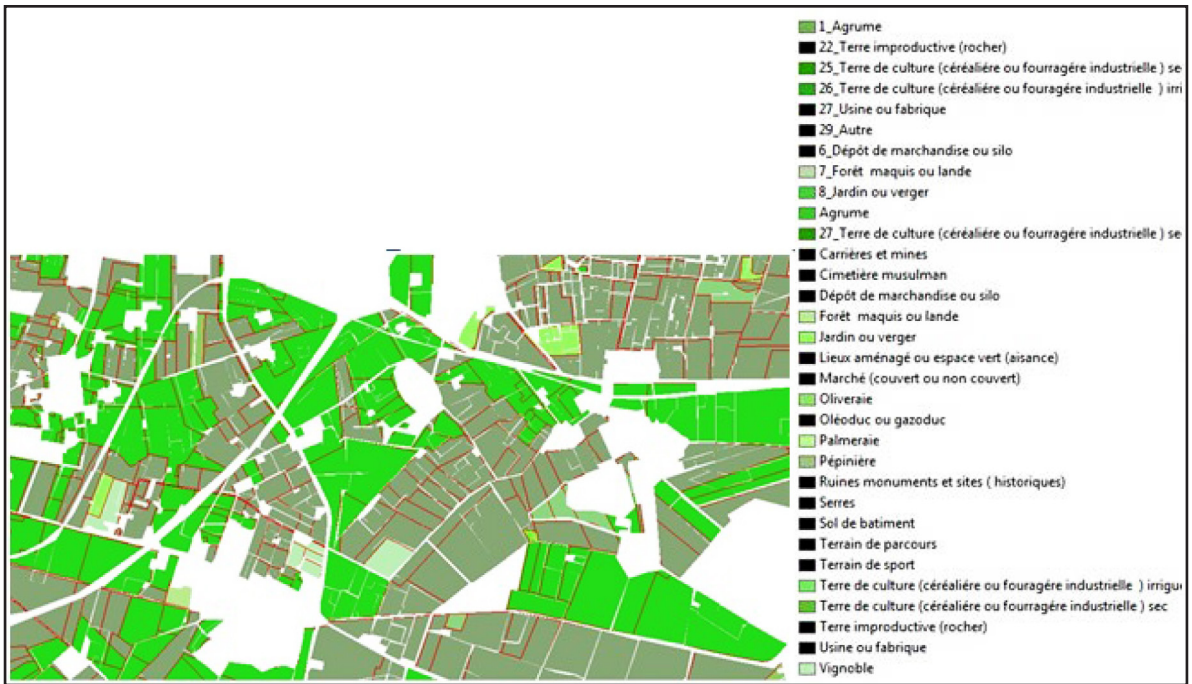 1_Agrume
22_Terre improductive (rocher)
25_Terre de culture (céréaliére ou fourragére industrielle ) se
26_Terre de culture (céréaliére ou fouragére industrielle ) irri
27_Usine ou fabrique
29_Autre
6_Dépôt de marchandise ou silo
7_Forêt maquis ou lande
8_Jardin ou verger
Agrume
27_Terre de culture (céréaliére ou fourragére industrielle ) se
Carrières et mines
Cimetière musulman
Dépôt de marchandise ou silo
Forêt maquis ou lande
Jardin ou verger
Lieux aménagé ou espace vert (aisance)
Marché (couvert ou non couvert)
Oliveraie
Oléoduc ou gazoduc
Palmeraie
Pépinière
Ruines monuments et sites ( historiques)
Serres
Sol de batiment
Terrain de parcours
Terrain de sport
Terre de culture (céréaliére ou fouragére industrielle ) irrigu
Terre de culture (céréaliére ou fourragére industrielle ) sec
Terre improductive (rocher)
Usine ou fabrique
Vignoble